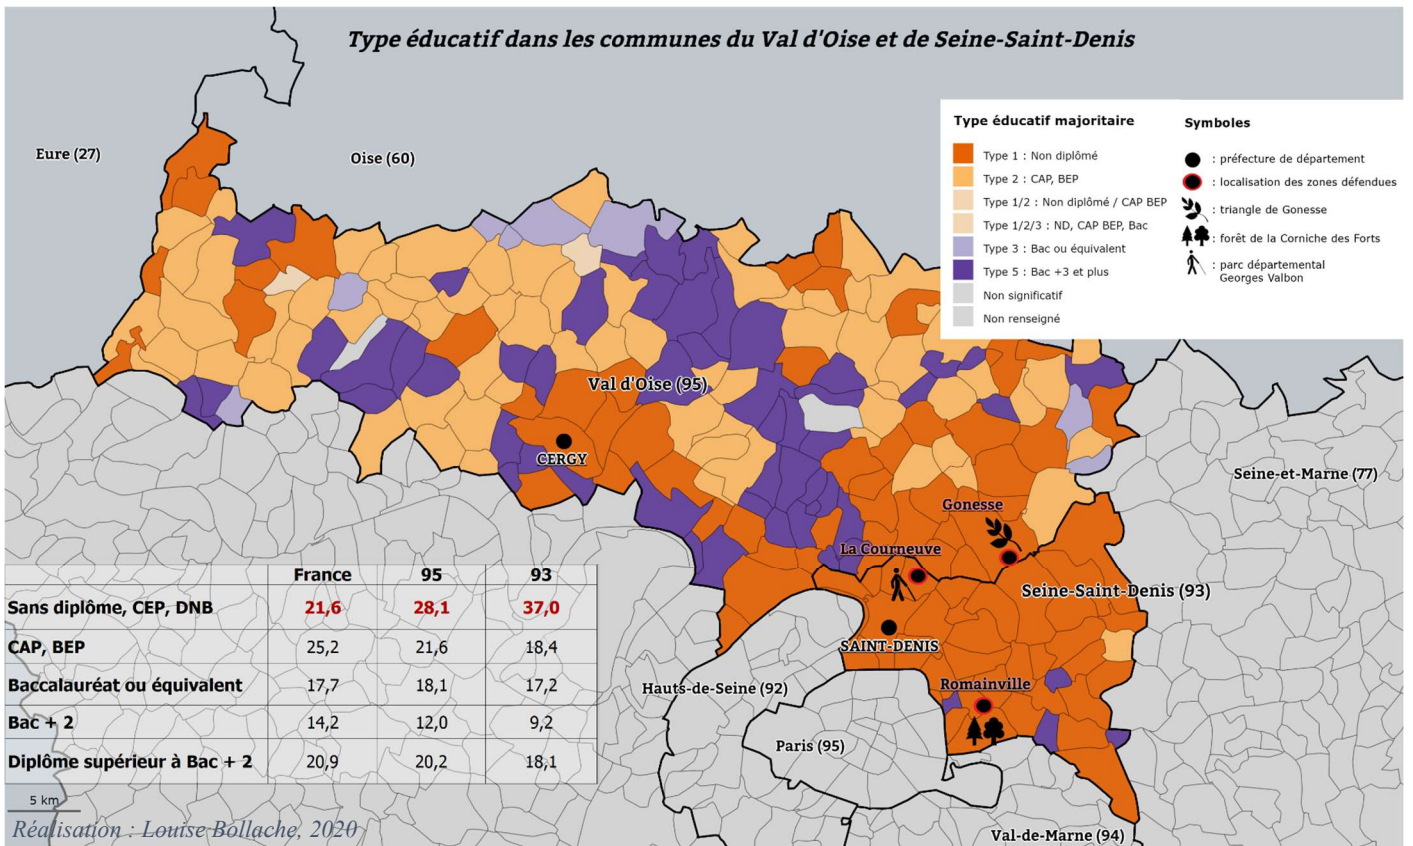 Type éducatif dans les communes du Val d'Oise et de Seine-Saint-Denis
Eure (27)
Oise (60)
Type éducatif majoritaire
Type 1 : Non diplômé
Type 2 : CAP, BEP
Type 1/2 : Non diplômé / CAP BEP
Type 1/2/3 : ND, CAP BEP, Bac
Type 3 : Bac ou équivalent
Type 5 : Bac +3 et plus
Non significatif
Non renseigné
Symboles
: préfecture de département
: localisation des zones défendues
: triangle de Gonesse
: forêt de la Corniche des Forts
: parc départemental
Georges Valbon
Val d'Oise (95)
CERGY
Seine-et-Marne (77)
Gonesse
La Courneuve
Seine-Saint-Denis (93)
SAINT-DENIS
Romainville
Hauts-de-Seine (92)
Paris (95)
Val-de-Marne (94)
France 95 93
Sans diplôme, CEP, DNB 21,6 28,1 37,0
CAP, BEP 25,2 21,6 18,4
Baccalauréat ou équivalent 17,7 18,1 17,2
Bac + 2 14,2 12,0 9,2
Diplôme supérieur à Bac + 2 20,9 20,2 18,1
5 km
Réalisation : Louise Bollache, 2020